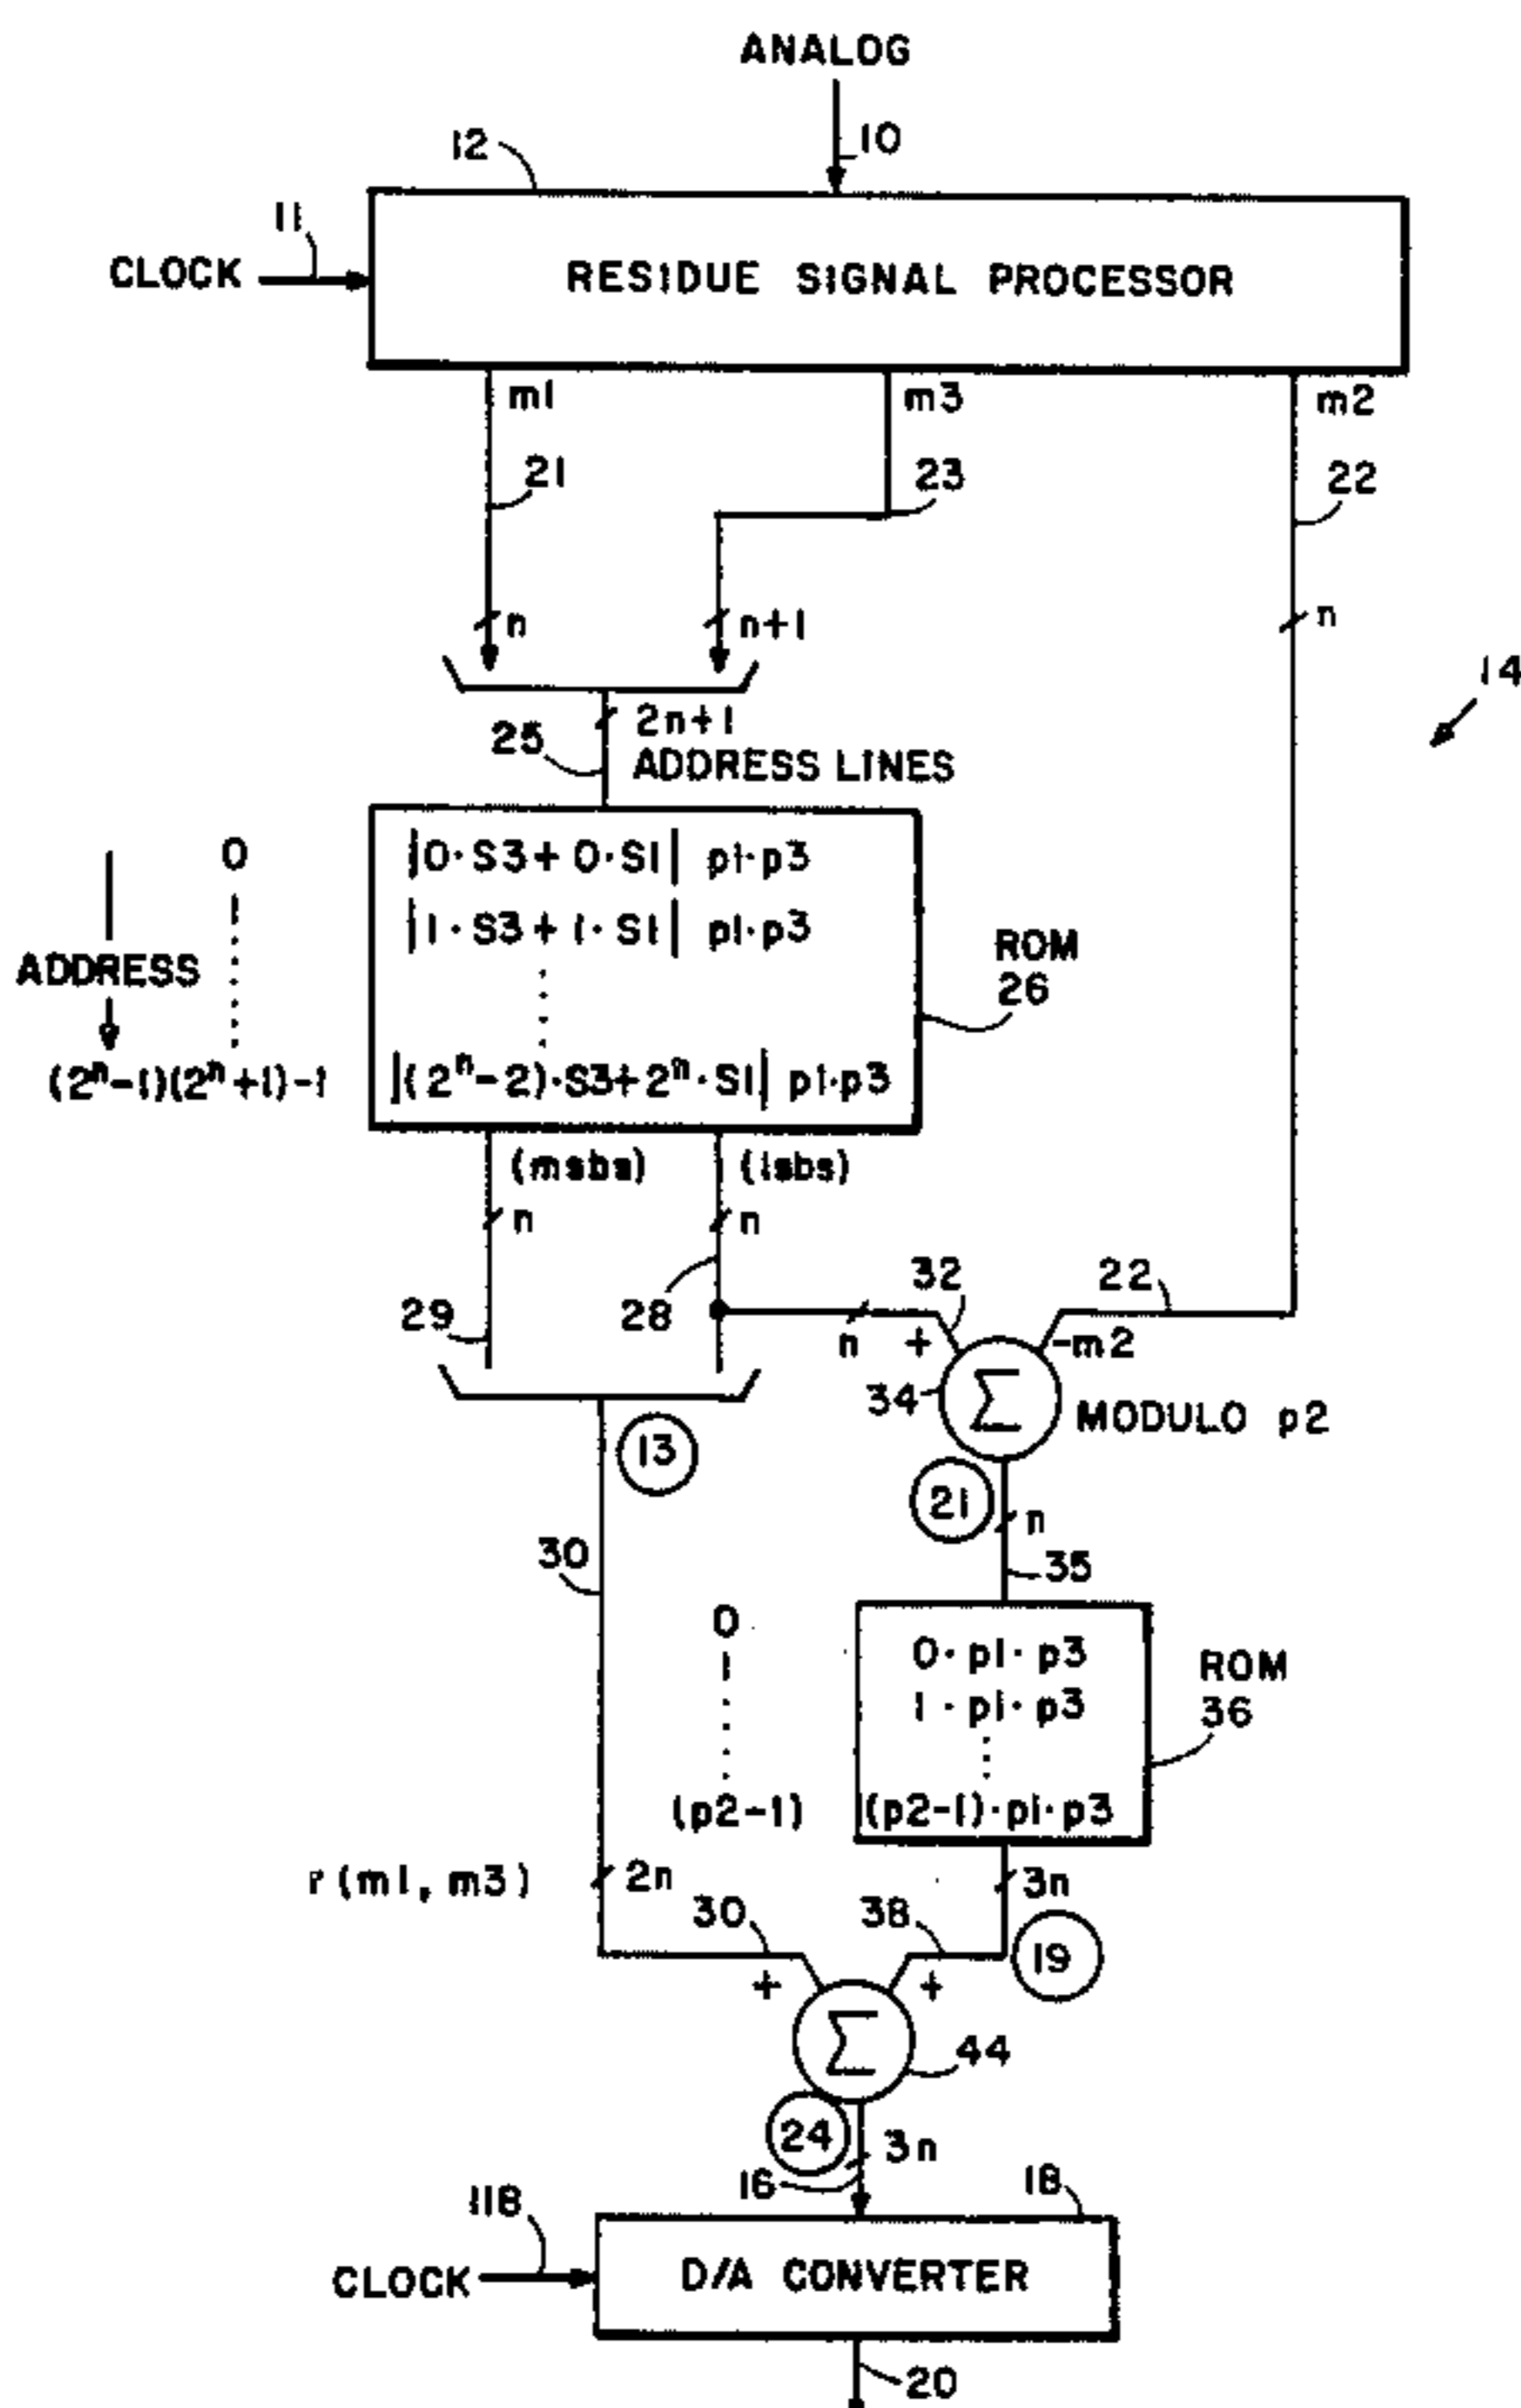 ANALOG
10
12
11
CLOCK
RESIDUE SIGNAL PROCESSOR
m1
m3
m2
21
23
22
n
n+1
n
14
2n+1
25
ADDRESS LINES
0
|0·S3+0·S1| p1·p3
|1·S3+1·S1| p1·p3
ADDRESS
ROM
26
(2ⁿ-1)(2ⁿ+1)-1
|(2ⁿ-2)·S3+2ⁿ·S1| p1·p3
(msbs)
(lsbs)
n
n
32
22
29
28
n
+
-m2
34
Σ
MODULO p2
13
21
n
30
35
0
0·p1·p3
1·p1·p3
ROM
36
(p2-1)
(p2-1)·p1·p3
r(m1, m3)
2n
3n
30
38
19
+
+
Σ
44
24
3n
16
18
118
CLOCK
D/A CONVERTER
20